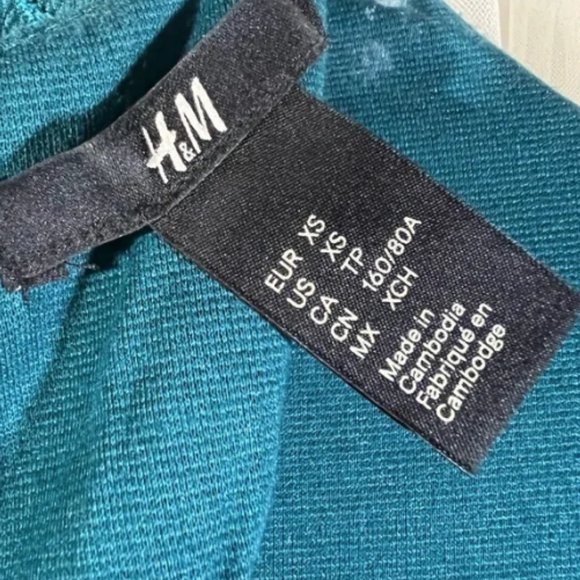 H&M
EUR XS
US XS
CA TP
CN 160/80A
MX XCH
Made in
Cambodia
Fabriqué en
Cambodge